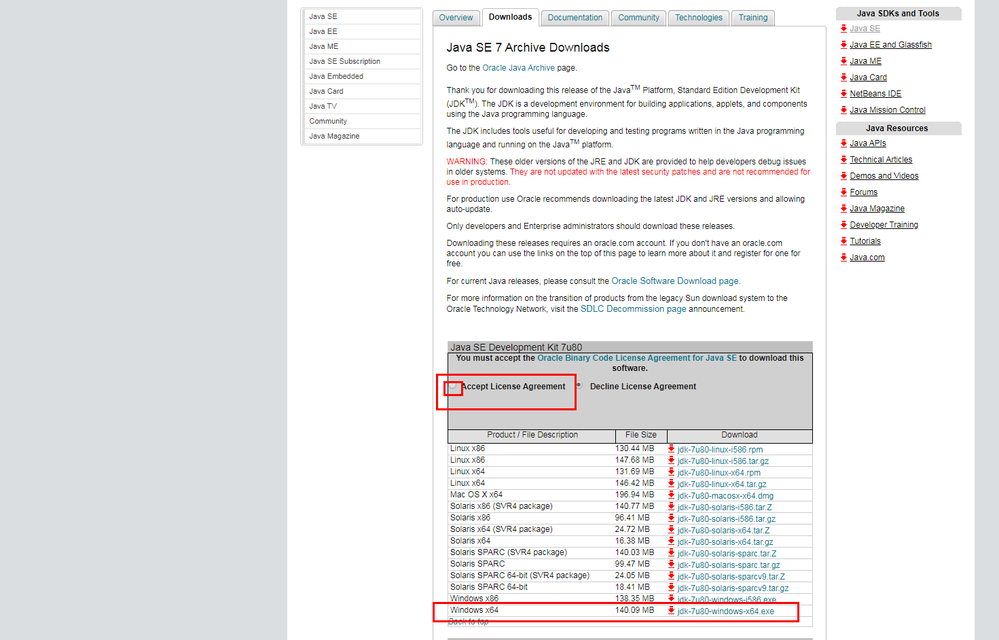 Java SE
Java EE
Java ME
Java SE Subscription
Java Embedded
Java Card
Java TV
Community
Java Magazine
Overview
Downloads
Documentation
Community
Technologies
Training
Java SE 7 Archive Downloads
Go to the Oracle Java Archive page.
Thank you for downloading this release of the Java™ Platform, Standard Edition Development Kit
(JDK™). The JDK is a development environment for building applications, applets, and components
using the Java programming language.
The JDK includes tools useful for developing and testing programs written in the Java programming
language and running on the Java™ platform.
WARNING: These older versions of the JRE and JDK are provided to help developers debug issues
in older systems. They are not updated with the latest security patches and are not recommended for
use in production.
For production use Oracle recommends downloading the latest JDK and JRE versions and allowing
auto-update.
Only developers and Enterprise administrators should download these releases.
Downloading these releases requires an oracle.com account. If you don't have an oracle.com
account you can use the links on the top of this page to learn more about it and register for one for
free.
For current Java releases, please consult the Oracle Software Download page.
For more information on the transition of products from the legacy Sun download system to the
Oracle Technology Network, visit the SDLC Decommission page announcement.
Java SE Development Kit 7u80
You must accept the Oracle Binary Code License Agreement for Java SE to download this
software.
Accept License Agreement Decline License Agreement
Product / File Description File Size Download
Linux x86 130.44 MB jdk-7u80-linux-i586.rpm
Linux x86 147.68 MB jdk-7u80-linux-i586.tar.gz
Linux x64 131.69 MB jdk-7u80-linux-x64.rpm
Linux x64 146.42 MB jdk-7u80-linux-x64.tar.gz
Mac OS X x64 196.94 MB jdk-7u80-macosx-x64.dmg
Solaris x86 (SVR4 package) 140.77 MB jdk-7u80-solaris-i586.tar.Z
Solaris x86 96.41 MB jdk-7u80-solaris-i586.tar.gz
Solaris x64 (SVR4 package) 24.72 MB jdk-7u80-solaris-x64.tar.Z
Solaris x64 16.38 MB jdk-7u80-solaris-x64.tar.gz
Solaris SPARC (SVR4 package) 140.03 MB jdk-7u80-solaris-sparc.tar.Z
Solaris SPARC 99.47 MB jdk-7u80-solaris-sparc.tar.gz
Solaris SPARC 64-bit (SVR4 package) 24.05 MB jdk-7u80-solaris-sparcv9.tar.Z
Solaris SPARC 64-bit 18.41 MB jdk-7u80-solaris-sparcv9.tar.gz
Windows x86 138.35 MB jdk-7u80-windows-i586.exe
Windows x64 140.09 MB jdk-7u80-windows-x64.exe
Back to top
Java SDKs and Tools
Java SE
Java EE and Glassfish
Java ME
Java Card
NetBeans IDE
Java Mission Control
Java Resources
Java APIs
Technical Articles
Demos and Videos
Forums
Java Magazine
Developer Training
Tutorials
Java.com